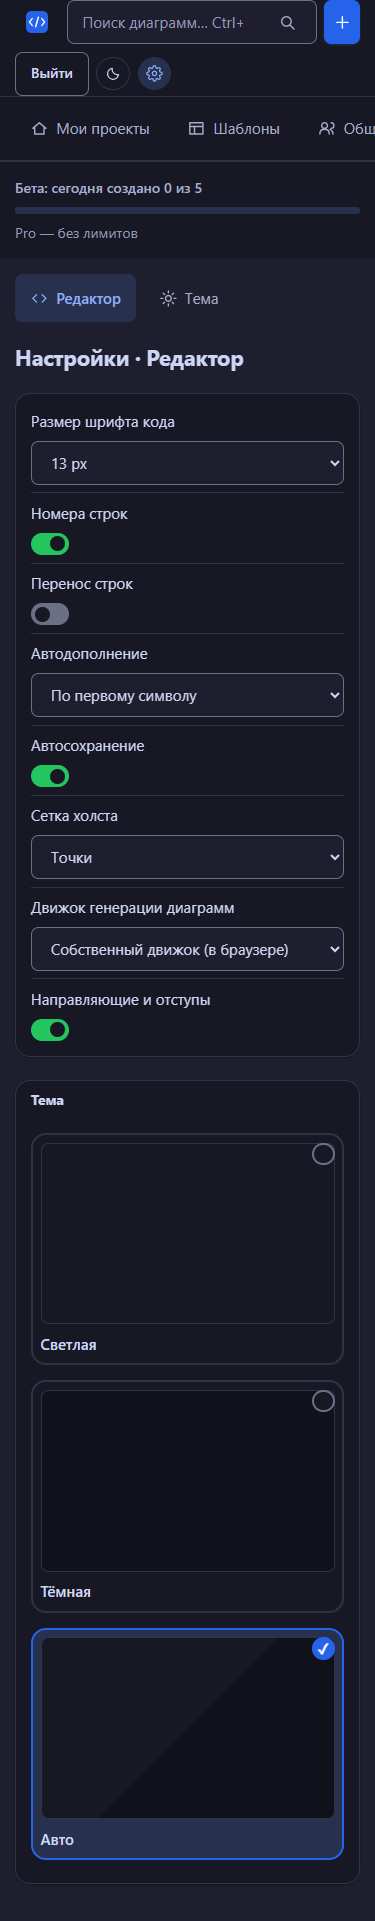 Поиск диаграмм... Ctrl+
Выйти
Мои проекты
Шаблоны
Общ
Бета: сегодня создано 0 из 5
Pro — без лимитов
Редактор
Тема
Настройки · Редактор
Размер шрифта кода
13 px
Номера строк
Перенос строк
Автодополнение
По первому символу
Автосохранение
Сетка холста
Точки
Движок генерации диаграмм
Собственный движок (в браузере)
Направляющие и отступы
Тема
Светлая
Тёмная
Авто